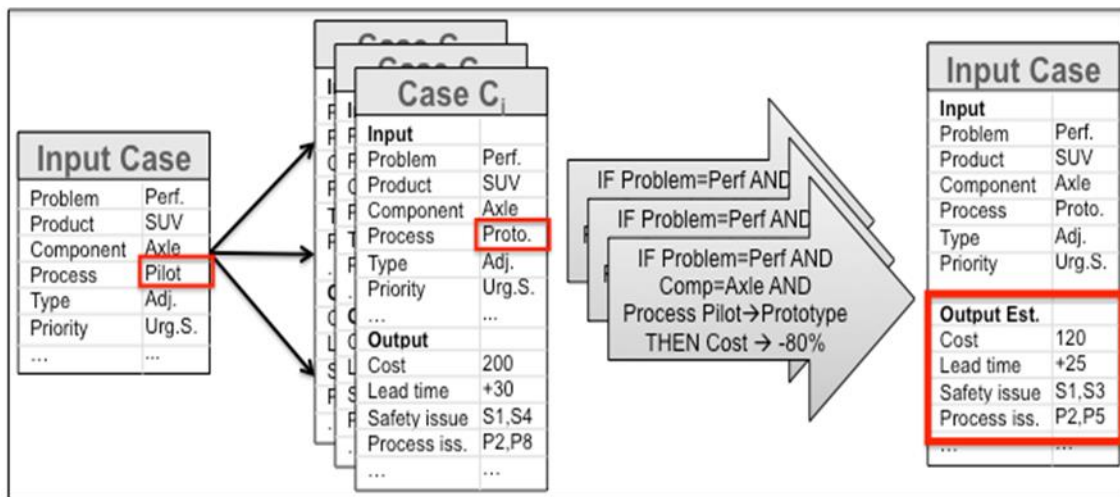 Input Case
Problem Perf.
Product SUV
Component Axle
Process Pilot
Type Adj.
Priority Urg.S.
... ...
Case C
Case C
Case Ci
Input
Problem Perf.
Product SUV
Component Axle
Process Proto.
Type Adj.
Priority Urg.S.
... ...
Output
Cost 200
Lead time +30
Safety issue S1,S4
Process iss. P2,P8
... ...
IF Problem=Perf AND
IF Problem=Perf AND
IF Problem=Perf AND
Comp=Axle AND
Process Pilot→Prototype
THEN Cost → -80%
Input Case
Input
Problem Perf.
Product SUV
Component Axle
Process Proto.
Type Adj.
Priority Urg.S.
Output Est.
Cost 120
Lead time +25
Safety issue S1,S3
Process iss. P2,P5
... ...